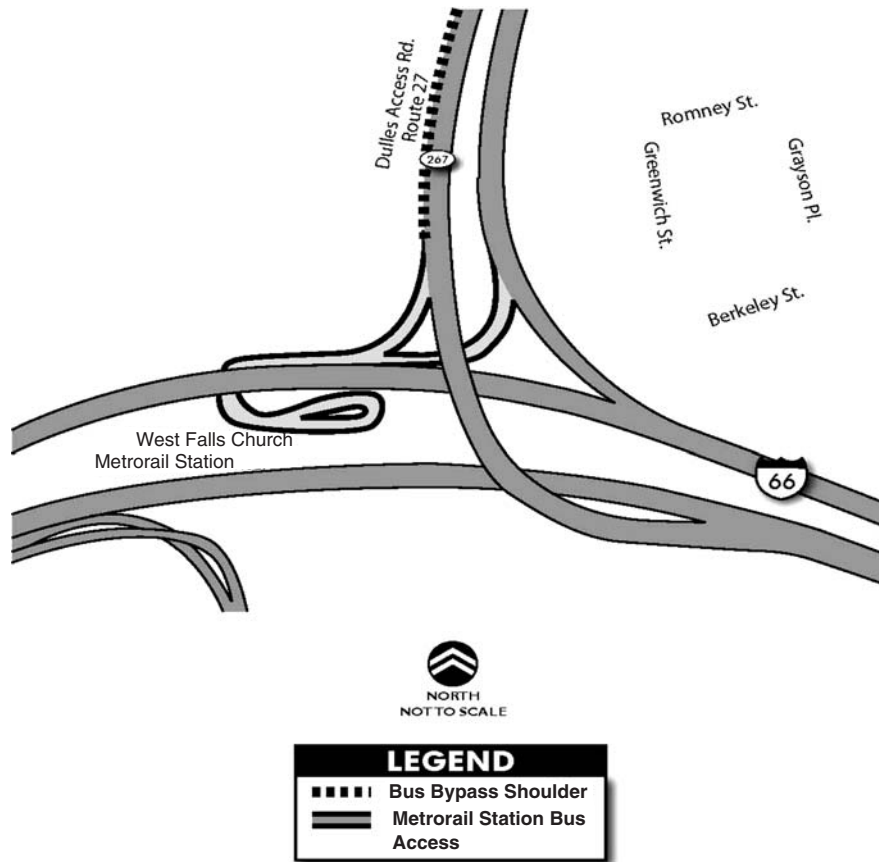 Dulles Access Rd.
Route 27
267
Romney St.
Greenwich St.
Grayson Pl.
Berkeley St.
West Falls Church
Metrorail Station
66
NORTH
NOT TO SCALE
LEGEND
Bus Bypass Shoulder
Metrorail Station Bus
Access